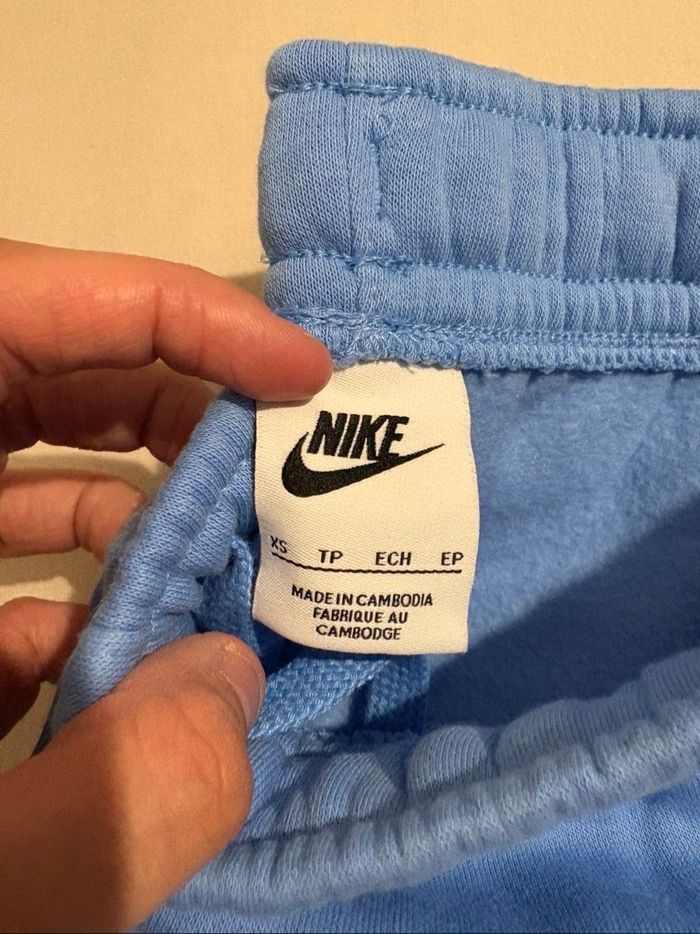 NIKE
XS TP ECH EP
MADE IN CAMBODIA
FABRIQUE AU
CAMBODGE